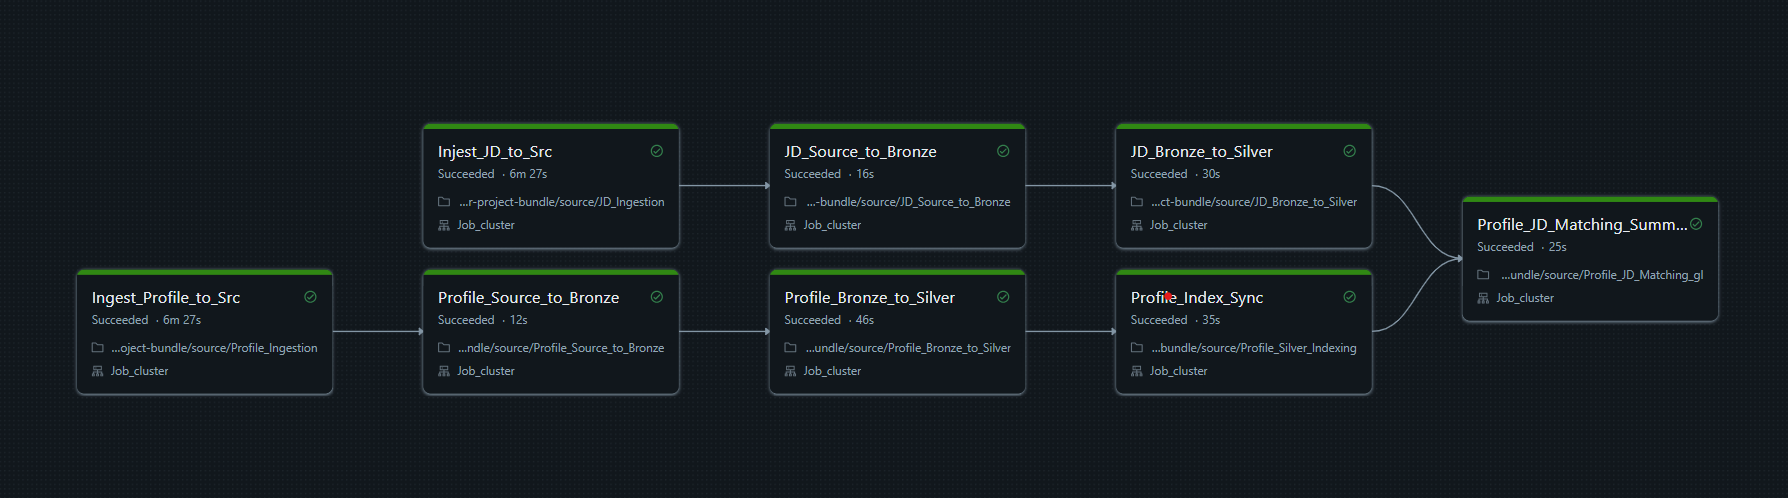 Injest_JD_to_Src
Succeeded · 6m 27s
...r-project-bundle/source/JD_Ingestion
Job_cluster
JD_Source_to_Bronze
Succeeded · 16s
...-bundle/source/JD_Source_to_Bronze
Job_cluster
JD_Bronze_to_Silver
Succeeded · 30s
...ct-bundle/source/JD_Bronze_to_Silver
Job_cluster
Ingest_Profile_to_Src
Succeeded · 6m 27s
...oject-bundle/source/Profile_Ingestion
Job_cluster
Profile_Source_to_Bronze
Succeeded · 12s
...ndle/source/Profile_Source_to_Bronze
Job_cluster
Profile_Bronze_to_Silver
Succeeded · 46s
...undle/source/Profile_Bronze_to_Silver
Job_cluster
Profile_Index_Sync
Succeeded · 35s
...bundle/source/Profile_Silver_Indexing
Job_cluster
Profile_JD_Matching_Summ...
Succeeded · 25s
...undle/source/Profile_JD_Matching_gl
Job_cluster